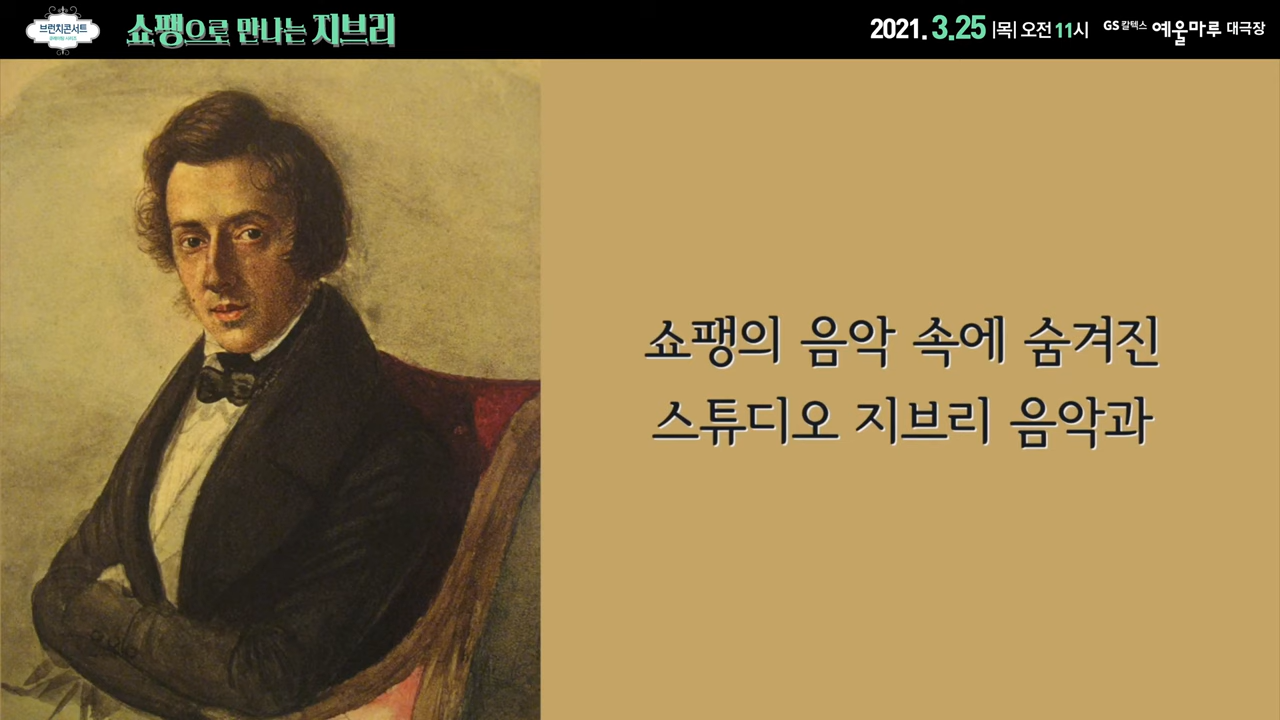 브런치콘서트
쇼팽으로 만나는 지브리
2021. 3.25 |목| 오전 11시 GS칼텍스 예울마루 대극장
쇼팽의 음악 속에 숨겨진
스튜디오 지브리 음악과